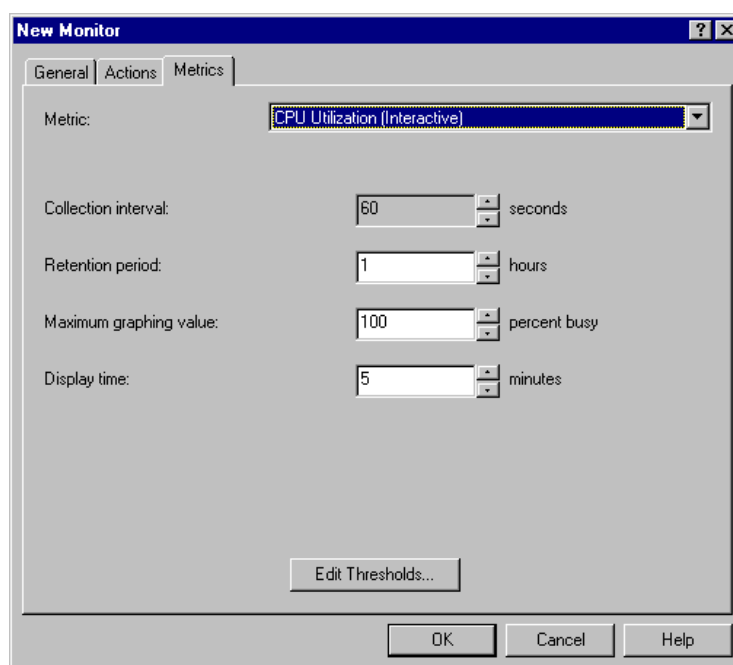 New Monitor
General Actions Metrics
Metric: CPU Utilization (Interactive)
Collection interval: 60 seconds
Retention period: 1 hours
Maximum graphing value: 100 percent busy
Display time: 5 minutes
Edit Thresholds...
OK Cancel Help